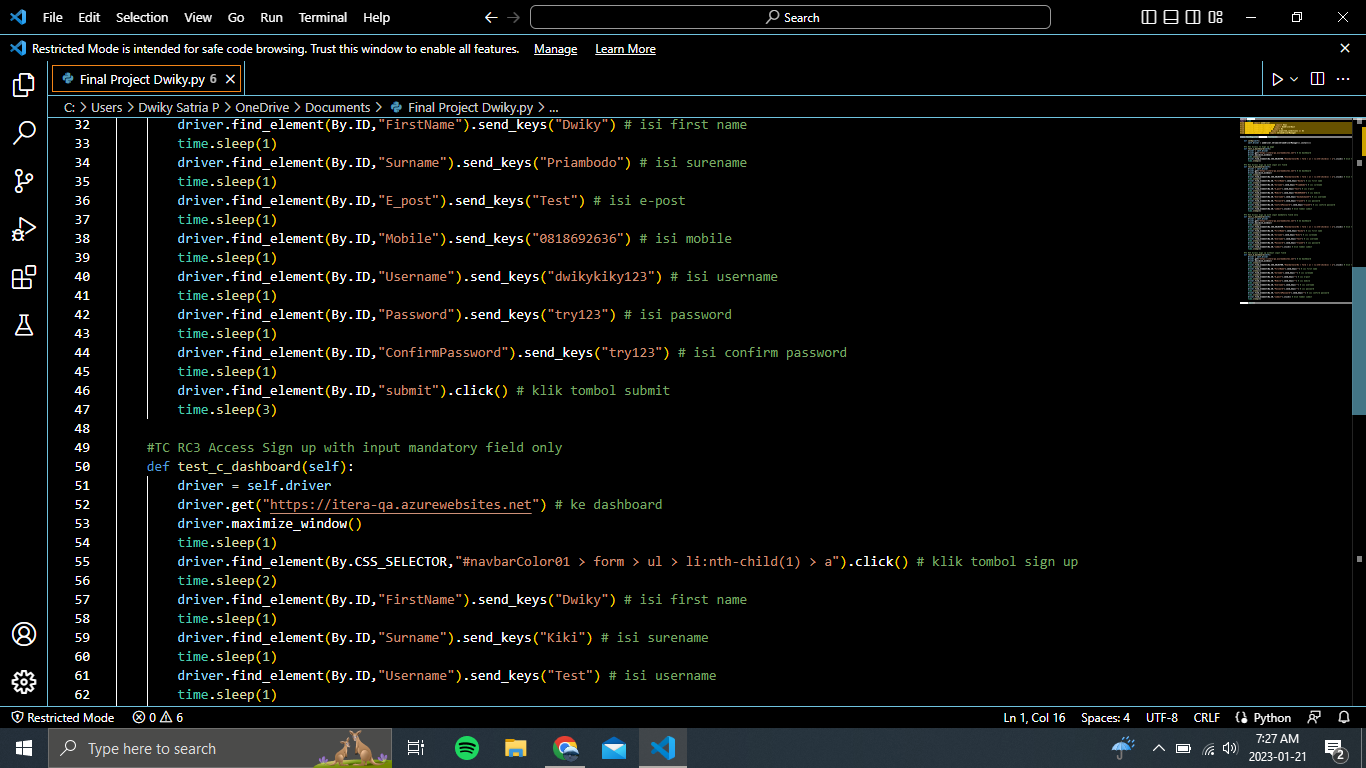 File Edit Selection View Go Run Terminal Help Search
Restricted Mode is intended for safe code browsing. Trust this window to enable all features. Manage Learn More
Final Project Dwiky.py 6
C: > Users > Dwiky Satria P > OneDrive > Documents > Final Project Dwiky.py > ...
32 driver.find_element(By.ID,"FirstName").send_keys("Dwiky") # isi first name
33 time.sleep(1)
34 driver.find_element(By.ID,"Surname").send_keys("Priambodo") # isi surename
35 time.sleep(1)
36 driver.find_element(By.ID,"E_post").send_keys("Test") # isi e-post
37 time.sleep(1)
38 driver.find_element(By.ID,"Mobile").send_keys("0818692636") # isi mobile
39 time.sleep(1)
40 driver.find_element(By.ID,"Username").send_keys("dwikykiky123") # isi username
41 time.sleep(1)
42 driver.find_element(By.ID,"Password").send_keys("try123") # isi password
43 time.sleep(1)
44 driver.find_element(By.ID,"ConfirmPassword").send_keys("try123") # isi confirm password
45 time.sleep(1)
46 driver.find_element(By.ID,"submit").click() # klik tombol submit
47 time.sleep(3)
48
49 #TC RC3 Access Sign up with input mandatory field only
50 def test_c_dashboard(self):
51 driver = self.driver
52 driver.get("https://itera-qa.azurewebsites.net") # ke dashboard
53 driver.maximize_window()
54 time.sleep(1)
55 driver.find_element(By.CSS_SELECTOR,"#navbarColor01 > form > ul > li:nth-child(1) > a").click() # klik tombol sign up
56 time.sleep(2)
57 driver.find_element(By.ID,"FirstName").send_keys("Dwiky") # isi first name
58 time.sleep(1)
59 driver.find_element(By.ID,"Surname").send_keys("Kiki") # isi surename
60 time.sleep(1)
61 driver.find_element(By.ID,"Username").send_keys("Test") # isi username
62 time.sleep(1)
Restricted Mode 0 6 Ln 1, Col 16 Spaces: 4 UTF-8 CRLF Python
Type here to search
7:27 AM
2023-01-21
2